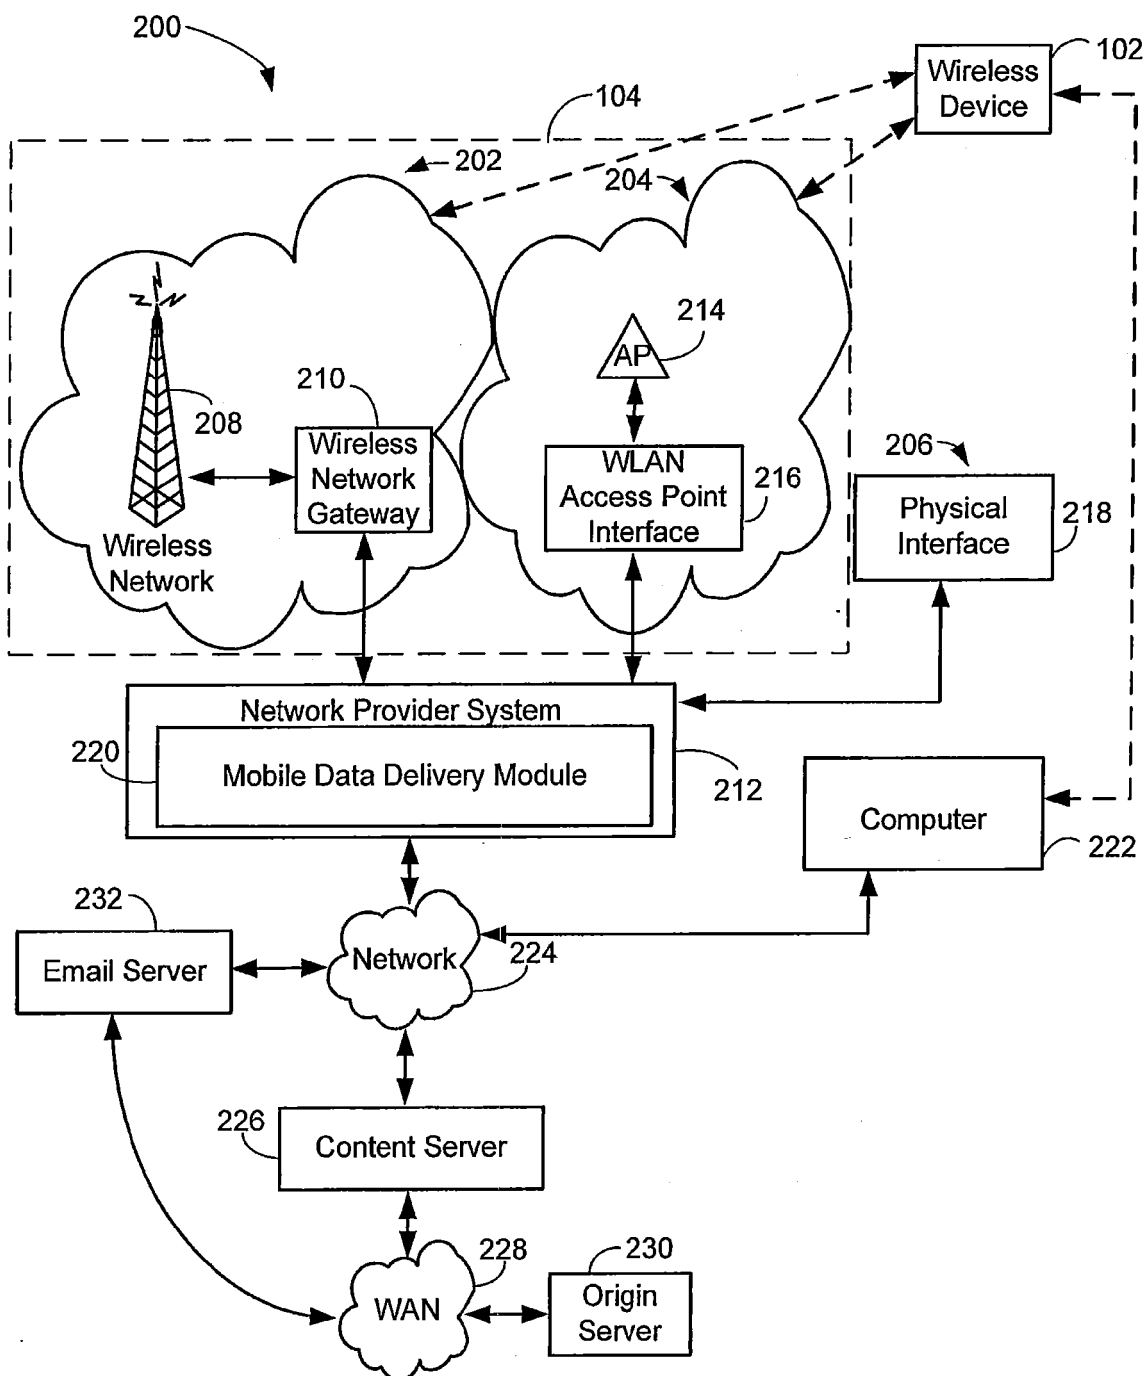 200
102
Wireless
Device
104
202
204
214
AP
210
208
Wireless
Network
Gateway
WLAN
Access Point
Interface
216
206
Physical
Interface
218
Wireless
Network
Network Provider System
220
Mobile Data Delivery Module
212
Computer
222
232
Email Server
Network
224
226
Content Server
228
WAN
230
Origin
Server